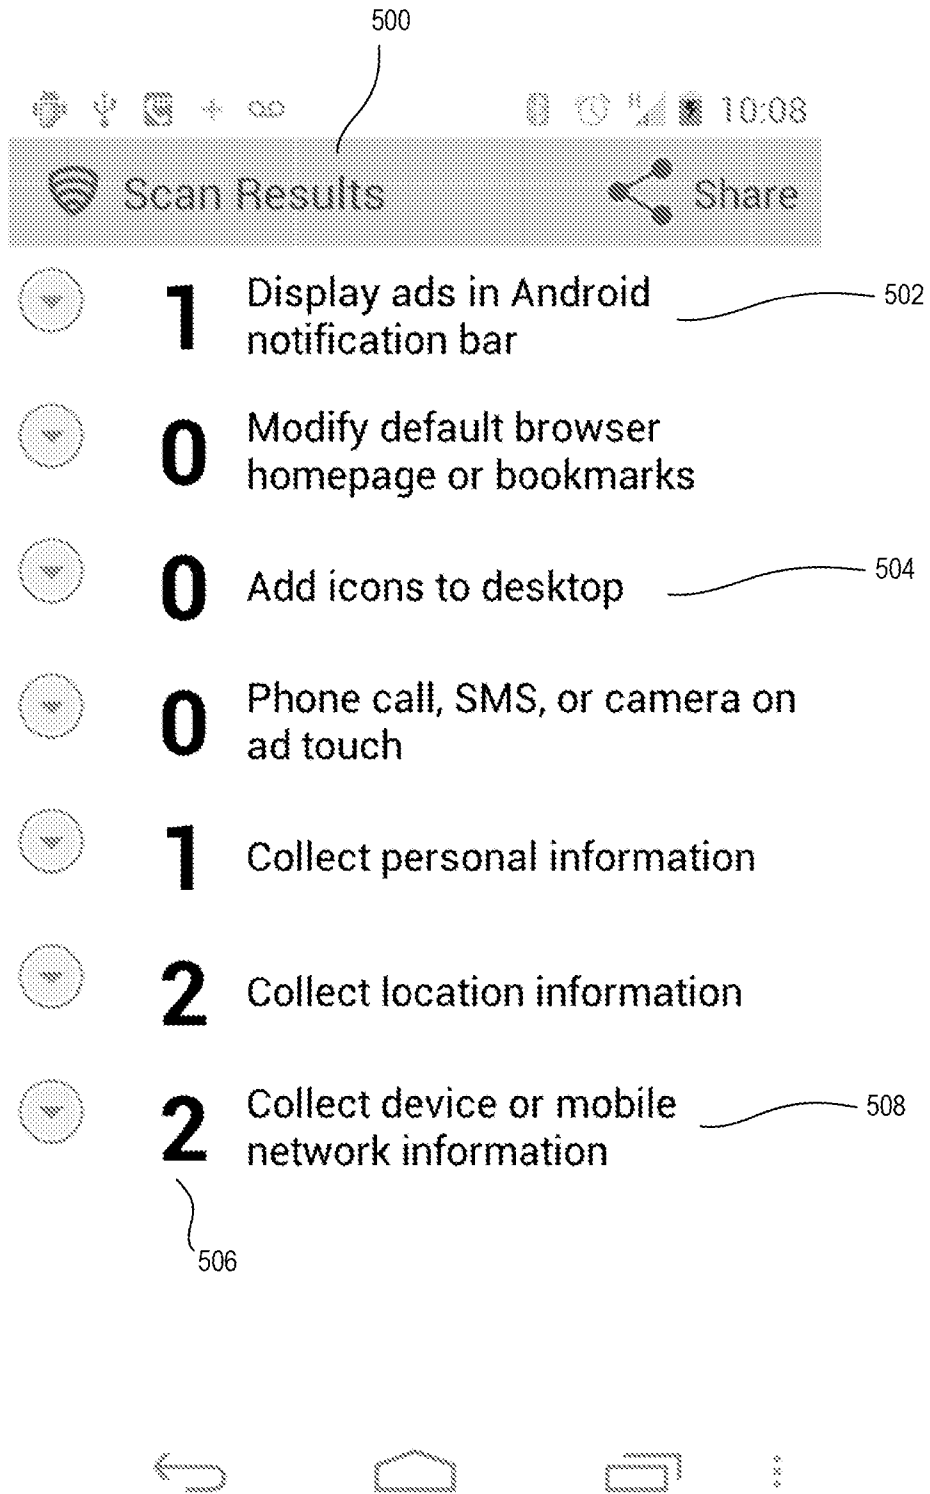 500
10:08
Scan Results Share
1 Display ads in Android
notification bar
502
0 Modify default browser
homepage or bookmarks
0 Add icons to desktop
504
0 Phone call, SMS, or camera on
ad touch
1 Collect personal information
2 Collect location information
2 Collect device or mobile
network information
508
506